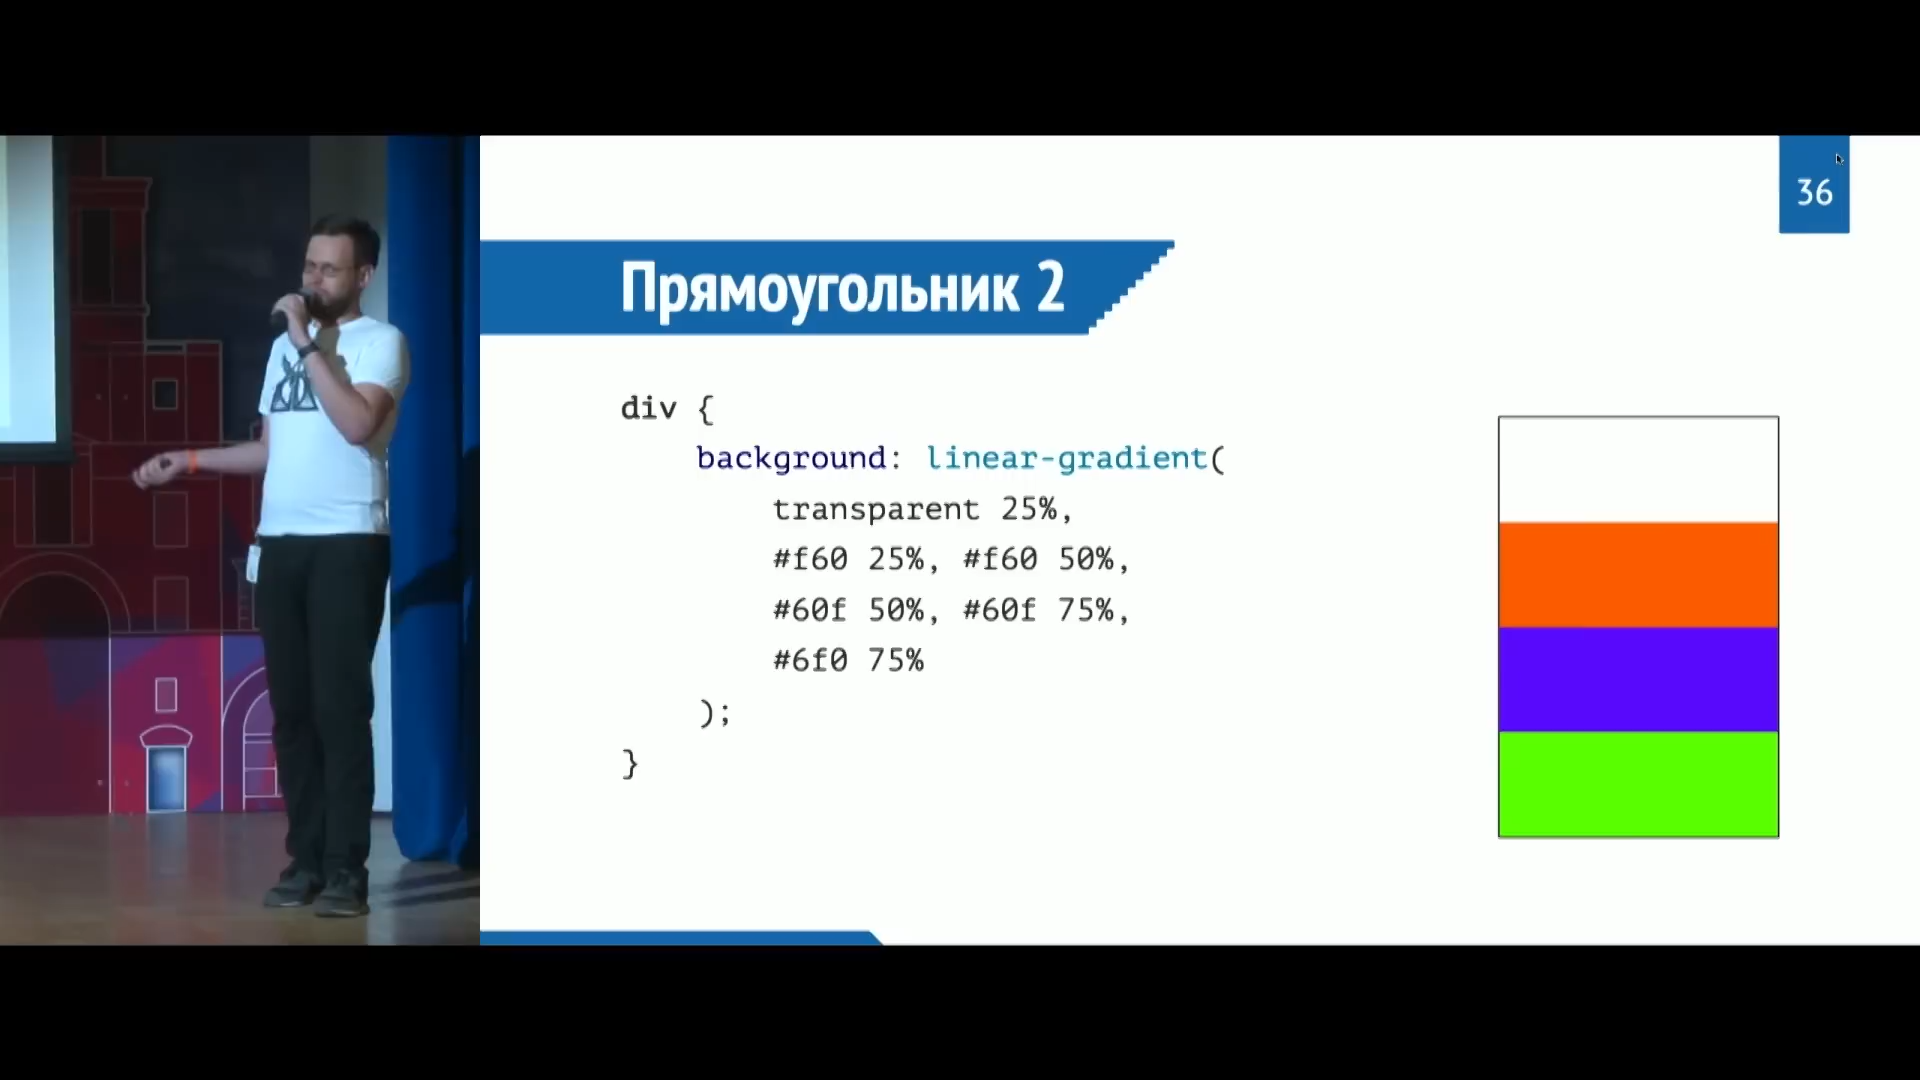 36
Прямоугольник 2
div {
background: linear-gradient(
transparent 25%,
#f60 25%, #f60 50%,
#60f 50%, #60f 75%,
#6f0 75%
);
}